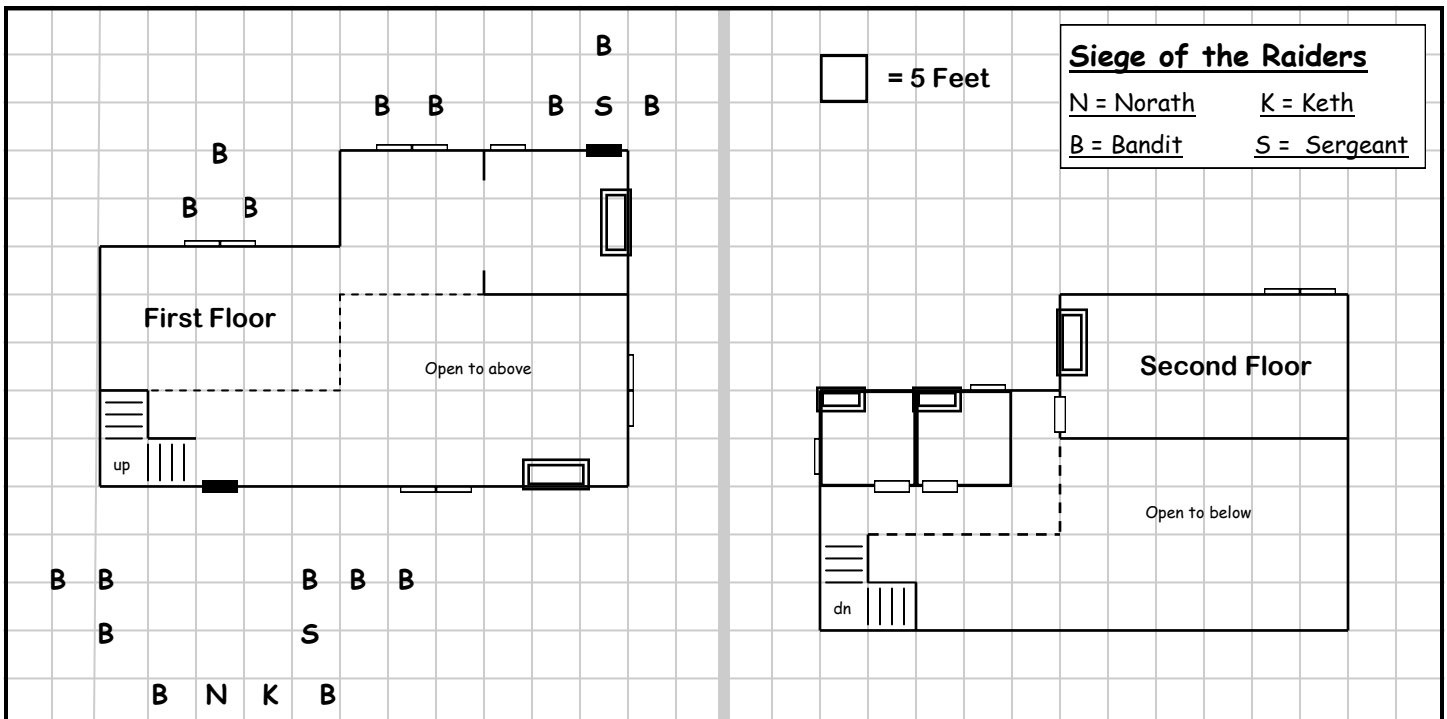 B
B B B S B
B
B B
First Floor
Open to above
up
B B B B B
B S
B N K B
= 5 Feet
Siege of the Raiders
N = Norath K = Keth
B = Bandit S = Sergeant
Second Floor
Open to below
dn